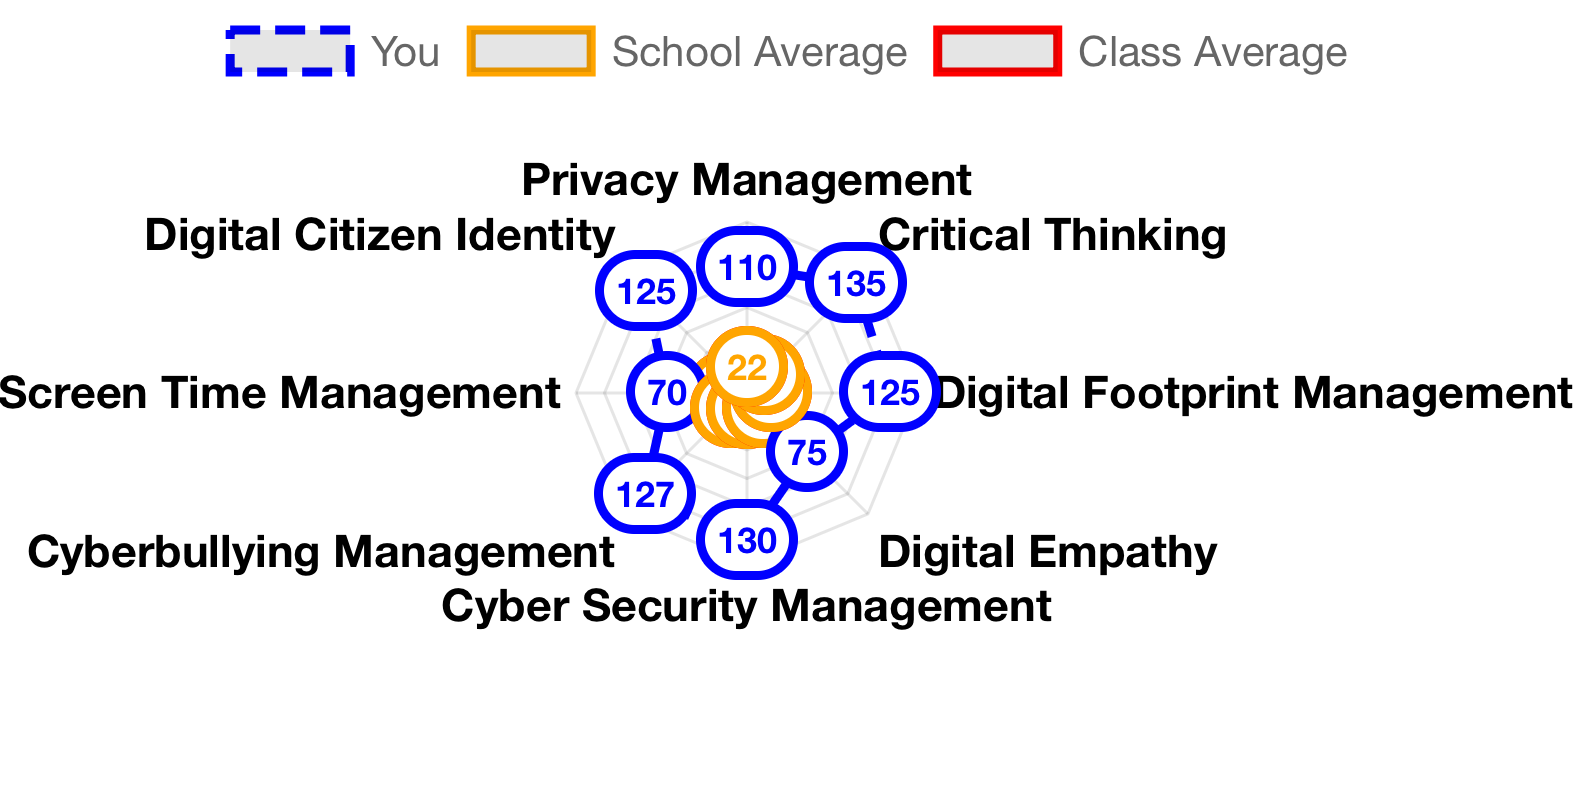 You School Average Class Average
Privacy Management
Digital Citizen Identity Critical Thinking
110
125 135
22
Screen Time Management 70 125 Digital Footprint Management
75
127
130
Cyberbullying Management Digital Empathy
Cyber Security Management